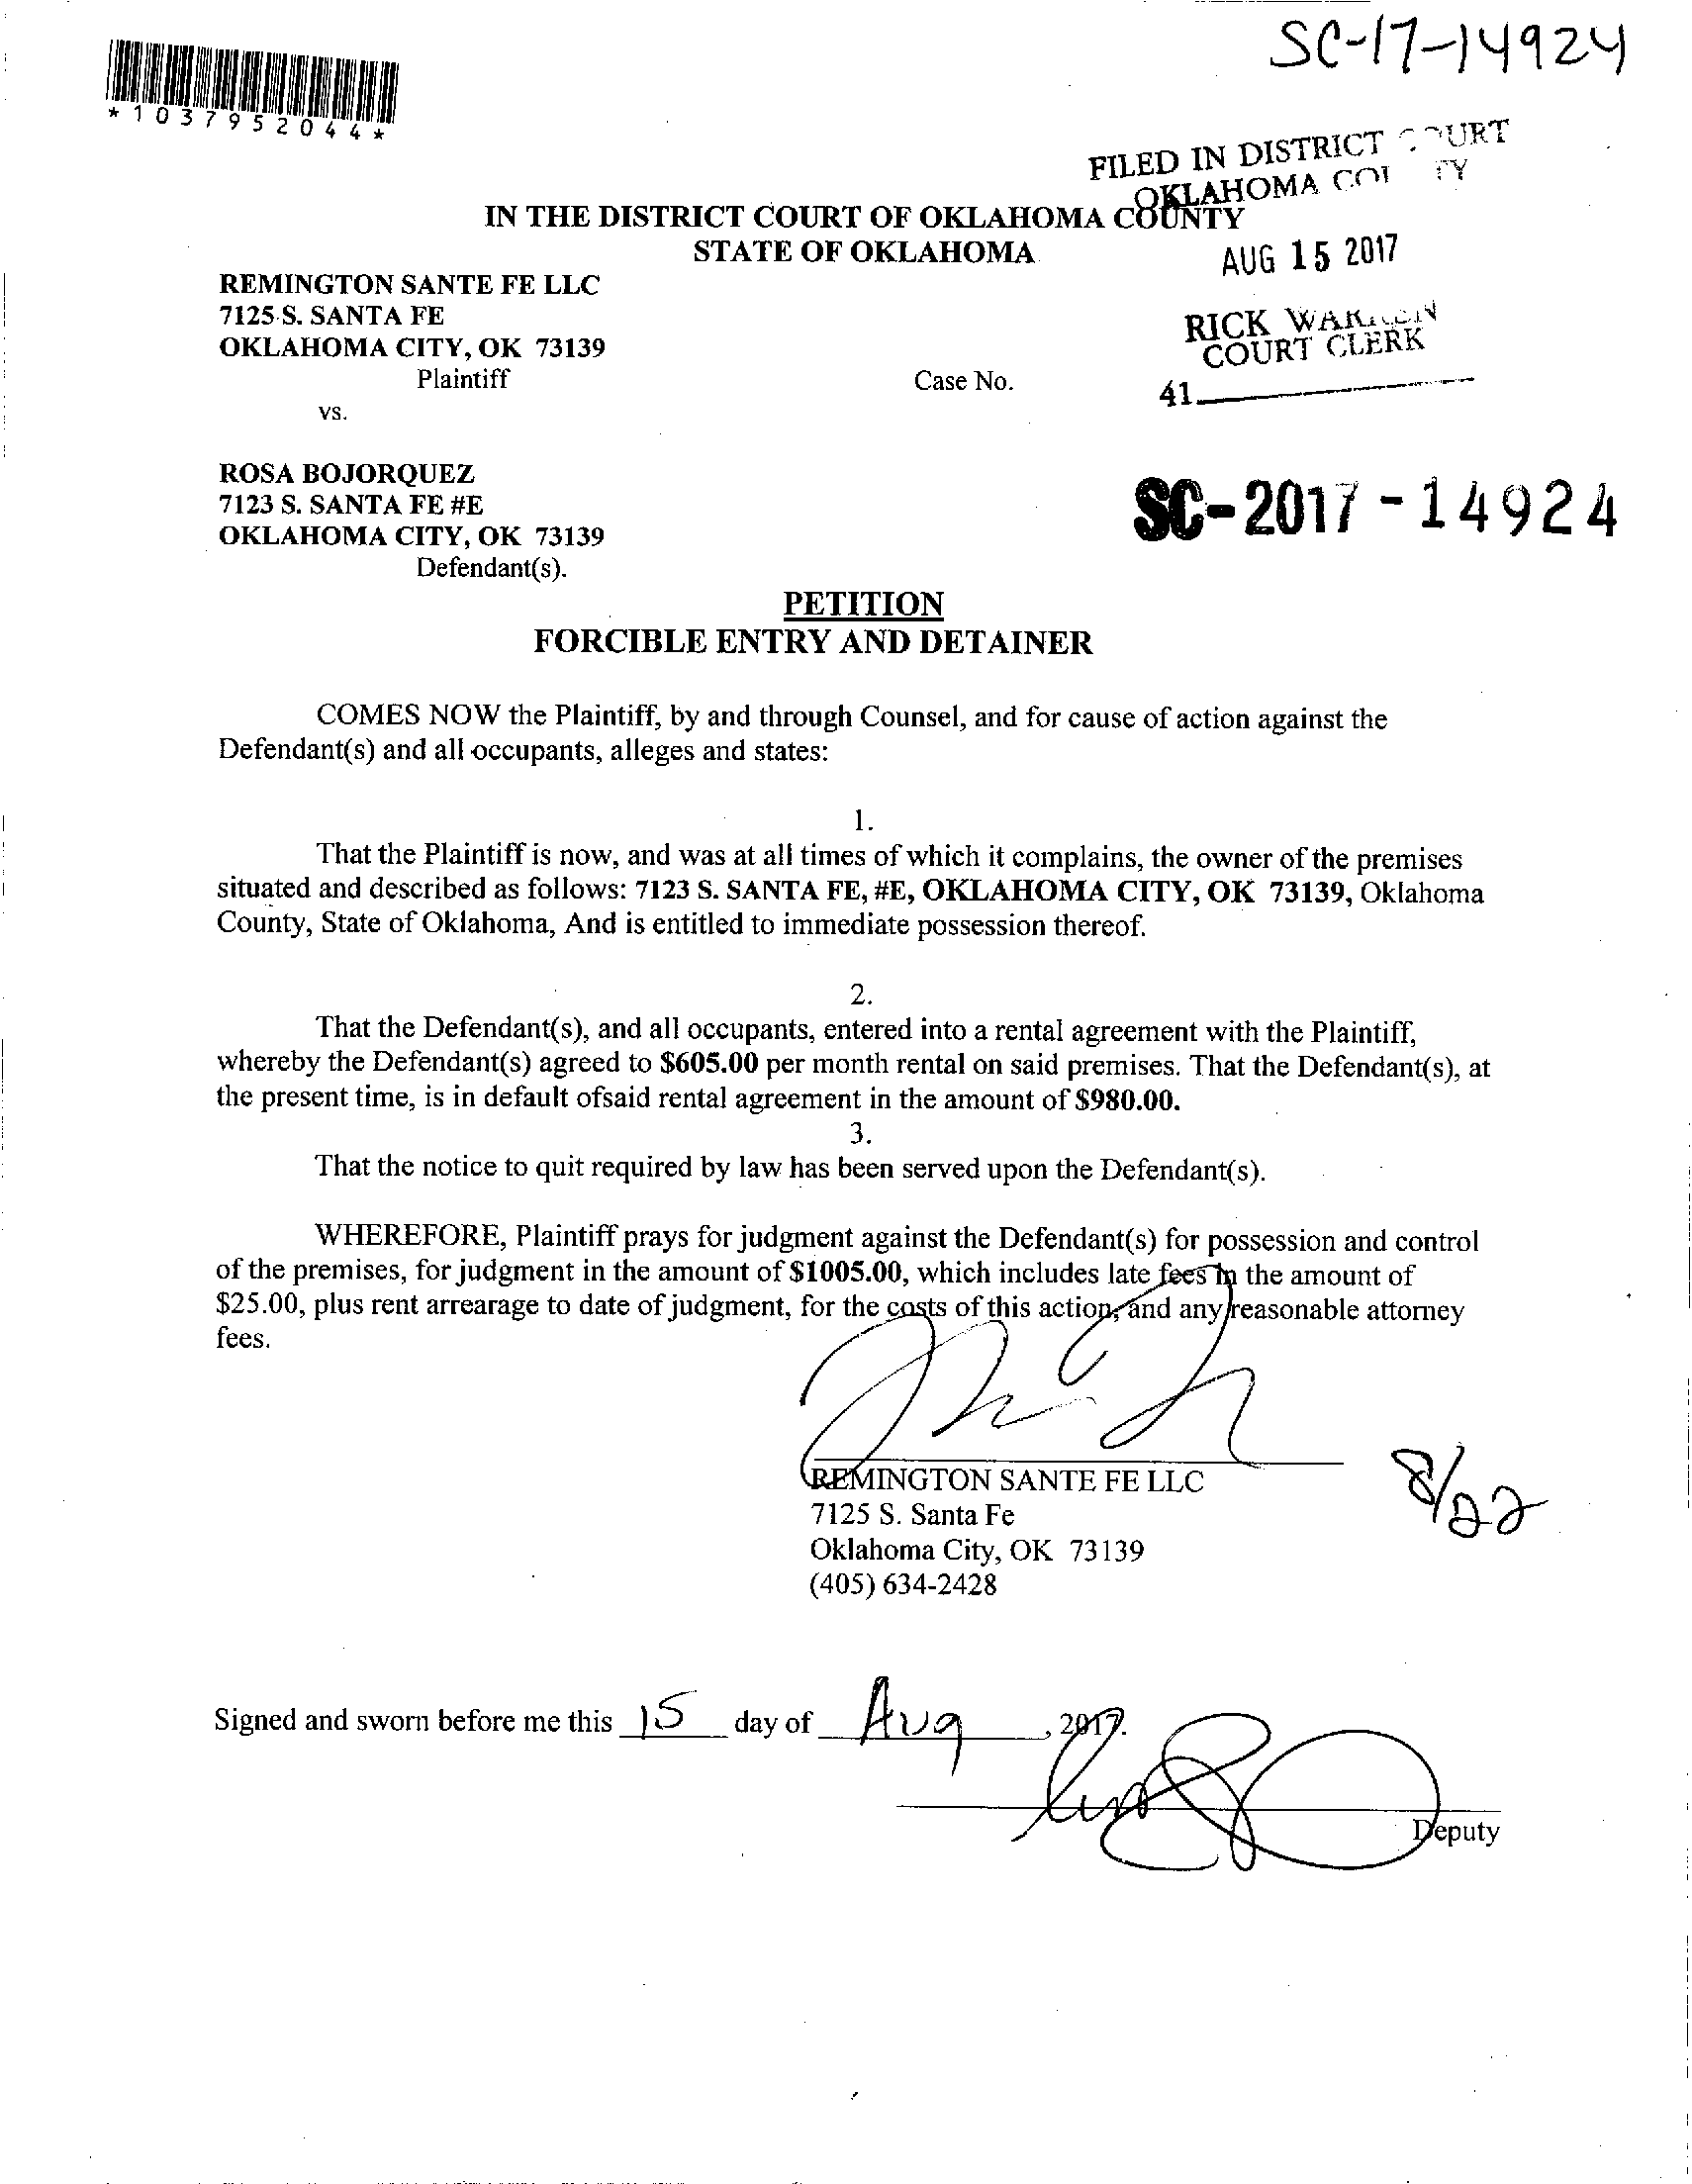 SC-17-14924
*1037952044*
FILED IN DISTRICT
OKLAHOMA
IN THE DISTRICT COURT OF OKLAHOMA COUNTY
STATE OF OKLAHOMA
AUG 15 2017
REMINGTON SANTE FE LLC
7125 S. SANTA FE
OKLAHOMA CITY, OK 73139
Plaintiff
RICK
COURT CLERK
Case No.
41
vs.
ROSA BOJORQUEZ
7123 S. SANTA FE #E
OKLAHOMA CITY, OK 73139
Defendant(s).
SC-2017-14924
PETITION
FORCIBLE ENTRY AND DETAINER
COMES NOW the Plaintiff, by and through Counsel, and for cause of action against the
Defendant(s) and all occupants, alleges and states:
1.
That the Plaintiff is now, and was at all times of which it complains, the owner of the premises
situated and described as follows: 7123 S. SANTA FE, #E, OKLAHOMA CITY, OK 73139, Oklahoma
County, State of Oklahoma, And is entitled to immediate possession thereof.
2.
That the Defendant(s), and all occupants, entered into a rental agreement with the Plaintiff,
whereby the Defendant(s) agreed to $605.00 per month rental on said premises. That the Defendant(s), at
the present time, is in default ofsaid rental agreement in the amount of $980.00.
3.
That the notice to quit required by law has been served upon the Defendant(s).
WHEREFORE, Plaintiff prays for judgment against the Defendant(s) for possession and control
of the premises, for judgment in the amount of $1005.00, which includes late fees in the amount of
$25.00, plus rent arrearage to date of judgment, for the costs of this action, and any reasonable attorney
fees.
REMINGTON SANTE FE LLC
7125 S. Santa Fe
Oklahoma City, OK 73139
(405) 634-2428
8/22
Signed and sworn before me this 15 day of Aug, 2017.
Deputy